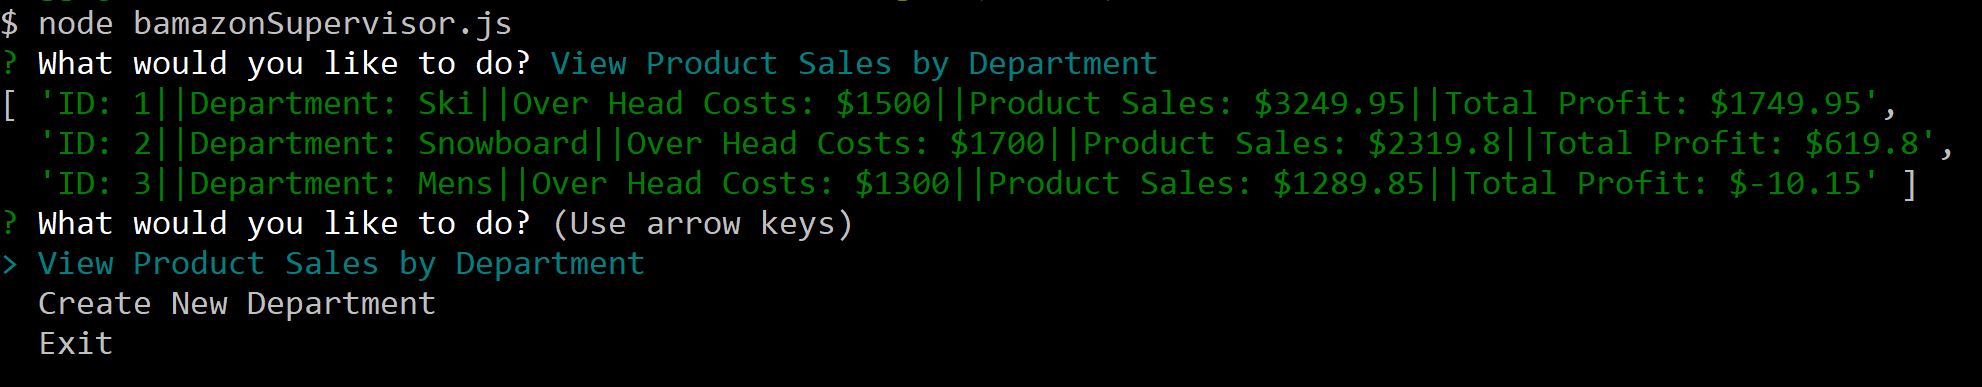 $ node bamazonSupervisor.js
? What would you like to do? View Product Sales by Department
[ 'ID: 1||Department: Ski||Over Head Costs: $1500||Product Sales: $3249.95||Total Profit: $1749.95',
'ID: 2||Department: Snowboard||Over Head Costs: $1700||Product Sales: $2319.8||Total Profit: $619.8',
'ID: 3||Department: Mens||Over Head Costs: $1300||Product Sales: $1289.85||Total Profit: $-10.15' ]
? What would you like to do? (Use arrow keys)
> View Product Sales by Department
Create New Department
Exit